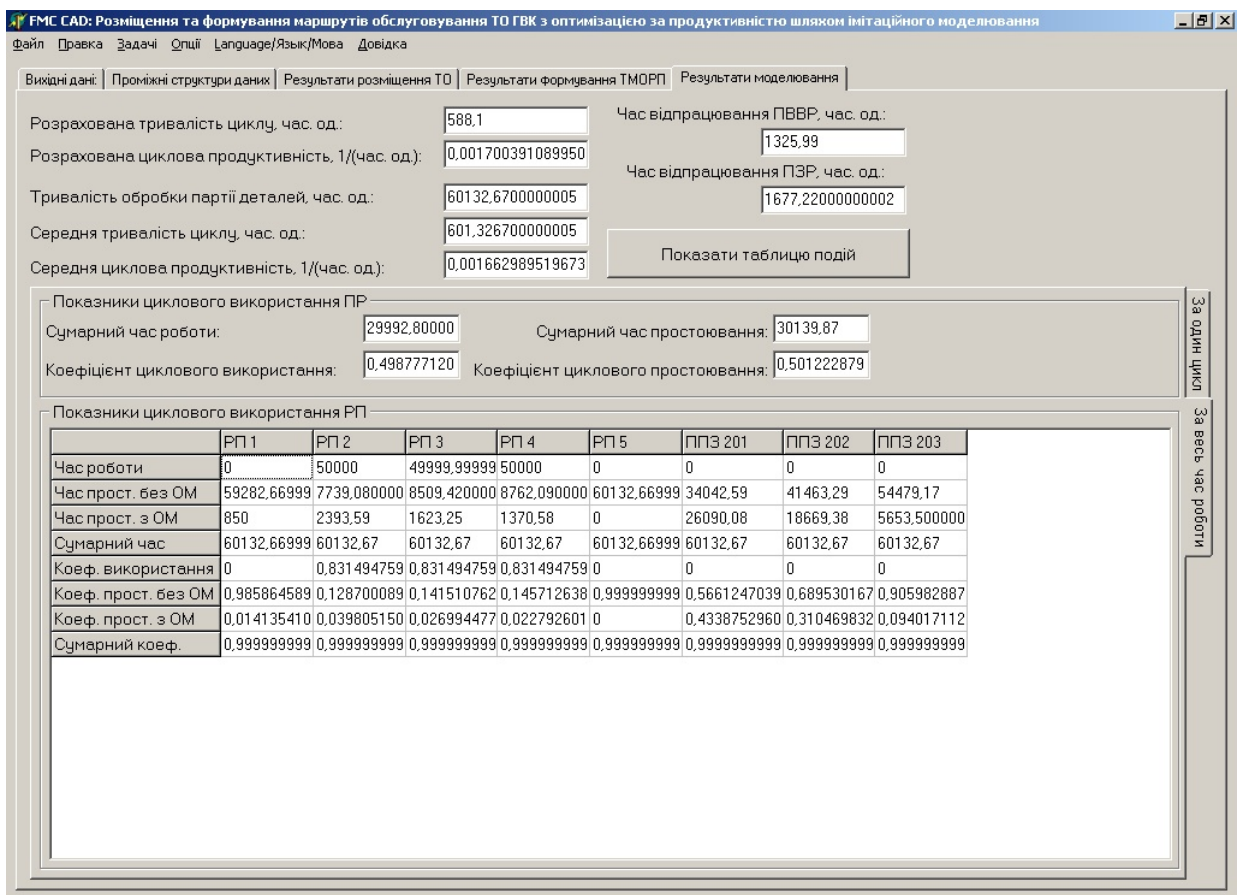 FMC CAD: Розміщення та формування маршрутів обслуговування ТО ГВК з оптимізацією за продуктивністю шляхом імітаційного моделювання
Файл Правка Задачі Опції Language/Язык/Мова Довідка
Вихідні дані: Проміжні структури даних Результати розміщення ТО Результати формування ТМОРП Результати моделювання
Розрахована тривалість циклу, час. од.: 588,1
Розрахована циклова продуктивність, 1/(час. од.): 0,001700391089950
Тривалість обробки партії деталей, час. од.: 60132,6700000005
Середня тривалість циклу, час. од.: 601,326700000005
Середня циклова продуктивність, 1/(час. од.): 0,001662989519673
Час відпрацювання ПВВР, час. од.:
1325,99
Час відпрацювання ПЗР, час. од.:
1677,22000000002
Показати таблицю подій
Показники циклового використання ПР
Сумарний час роботи: 29992,80000 Сумарний час простоювання: 30139,87
Коефіцієнт циклового використання: 0,498777120 Коефіцієнт циклового простоювання: 0,501222879
Показники циклового використання РП
РП 1 РП 2 РП 3 РП 4 РП 5 ППЗ 201 ППЗ 202 ППЗ 203
Час роботи 0 50000 49999,99999 50000 0 0 0 0
Час прост. без ОМ 59282,66999 7739,080000 8509,420000 8762,090000 60132,66999 34042,59 41463,29 54479,17
Час прост. з ОМ 850 2393,59 1623,25 1370,58 0 26090,08 18669,38 5653,500000
Сумарний час 60132,66999 60132,67 60132,67 60132,67 60132,66999 60132,67 60132,67 60132,67
Коеф. використання 0 0,831494759 0,831494759 0,831494759 0 0 0 0
Коеф. прост. без ОМ 0,985864589 0,128700089 0,141510762 0,145712638 0,999999999 0,5661247039 0,689530167 0,905982887
Коеф. прост. з ОМ 0,014135410 0,039805150 0,026994477 0,022792601 0 0,4338752960 0,310469832 0,094017112
Сумарний коеф. 0,999999999 0,999999999 0,999999999 0,999999999 0,999999999 0,9999999999 0,999999999 0,999999999
За один цикл
За весь час роботи